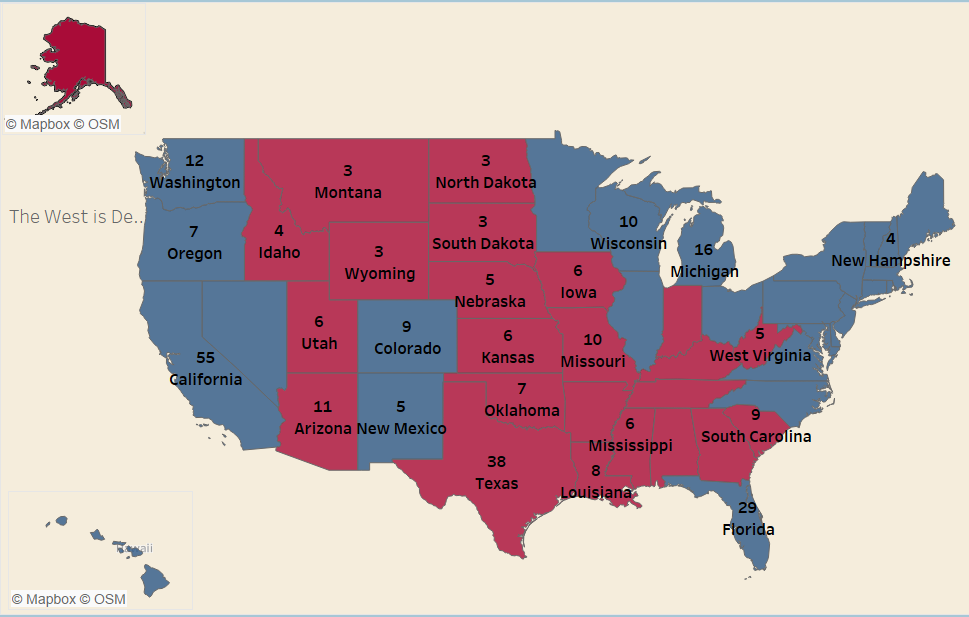 © Mapbox © OSM
The West is De..
12
Washington
7
Oregon
3
Montana
4
Idaho
3
Wyoming
3
North Dakota
3
South Dakota
5
Nebraska
6
Iowa
10
Wisconsin
16
Michigan
4
New Hampshire
6
Utah
9
Colorado
6
Kansas
10
Missouri
5
West Virginia
55
California
11
Arizona
5
New Mexico
7
Oklahoma
6
Mississippi
9
South Carolina
38
Texas
8
Louisiana
29
Florida
Hawaii
© Mapbox © OSM